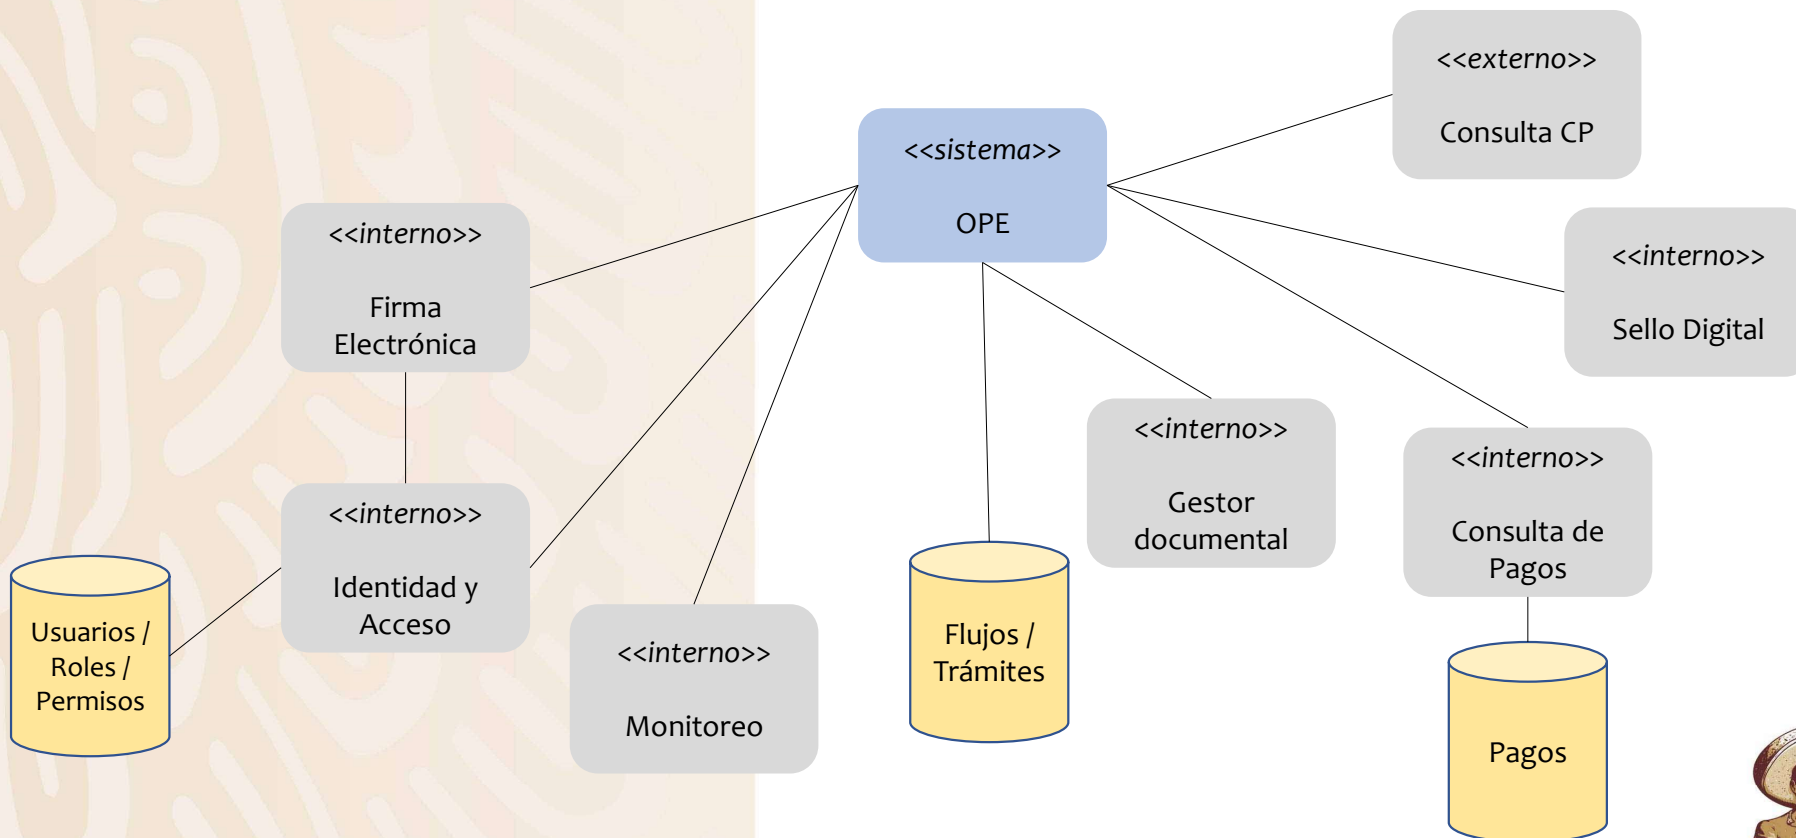 <<externo>>
Consulta CP
<<sistema>>
OPE
<<interno>>
Firma
Electrónica
<<interno>>
Sello Digital
<<interno>>
Gestor
documental
<<interno>>
Consulta de
Pagos
<<interno>>
Identidad y
Acceso
Usuarios /
Roles /
Permisos
<<interno>>
Monitoreo
Flujos /
Trámites
Pagos